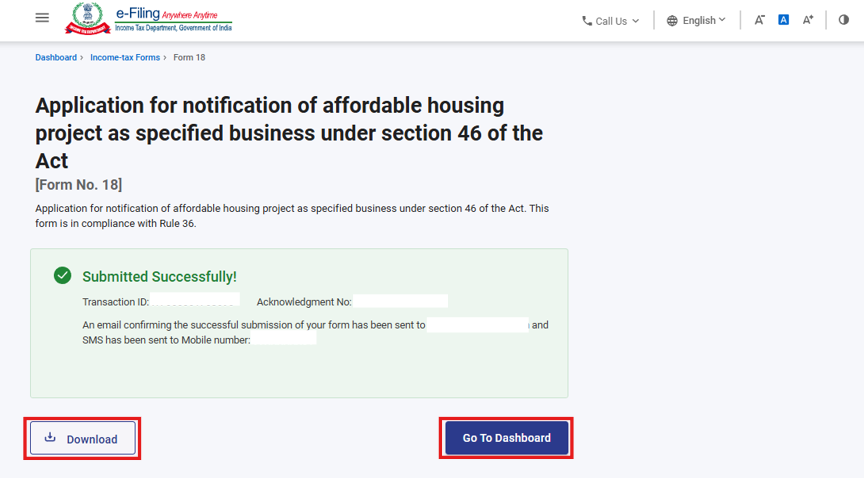 e-Filing Anywhere Anytime
Income Tax Department, Government of India
Call Us
English
A-
A
A+
Dashboard › Income-tax Forms › Form 18
Application for notification of affordable housing
project as specified business under section 46 of the
Act
[Form No. 18]
Application for notification of affordable housing project as specified business under section 46 of the Act. This
form is in compliance with Rule 36.
Submitted Successfully!
Transaction ID: Acknowledgment No:
An email confirming the successful submission of your form has been sent to and
SMS has been sent to Mobile number:
Download
Go To Dashboard